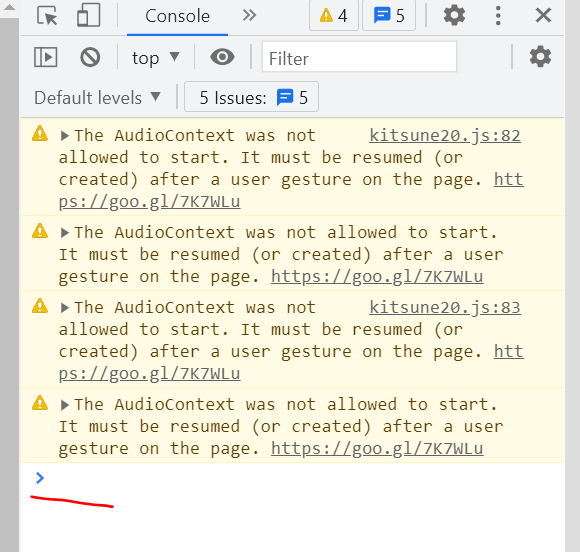 Console 4 5
top Filter
Default levels 5 Issues: 5
The AudioContext was not kitsune20.js:82
allowed to start. It must be resumed (or
created) after a user gesture on the page. htt
ps://goo.gl/7K7WLu
The AudioContext was not allowed to start.
It must be resumed (or created) after a user
gesture on the page. https://goo.gl/7K7WLu
The AudioContext was not kitsune20.js:83
allowed to start. It must be resumed (or
created) after a user gesture on the page. htt
ps://goo.gl/7K7WLu
The AudioContext was not allowed to start.
It must be resumed (or created) after a user
gesture on the page. https://goo.gl/7K7WLu